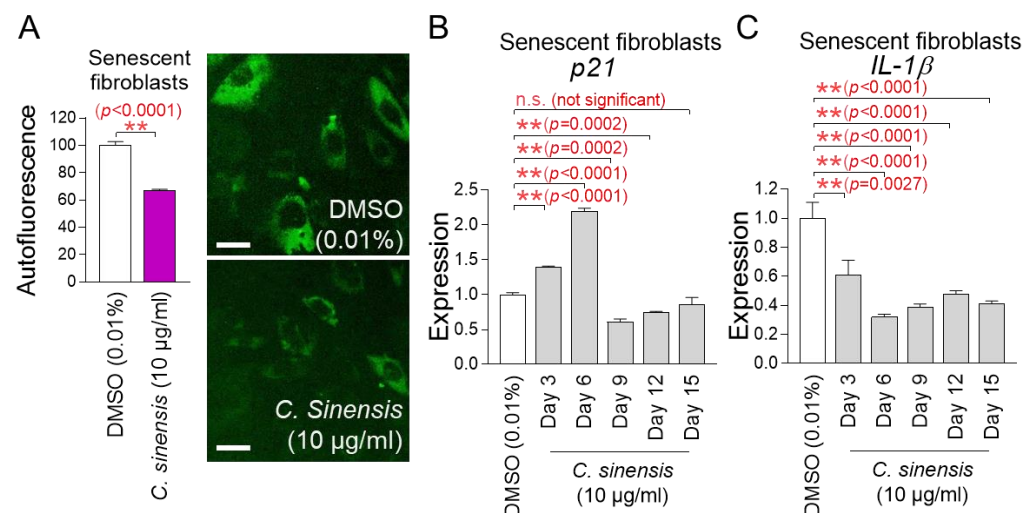 A
Senescent
fibroblasts
(p<0.0001)
**
120
100
80
60
40
20
0
Autofluorescence
DMSO (0.01%)
C. sinensis (10 µg/ml)
DMSO
(0.01%)
C. Sinensis
(10 µg/ml)
B
Senescent fibroblasts
p21
n.s. (not significant)
**(p=0.0002)
**(p=0.0002)
**(p<0.0001)
**(p<0.0001)
2.5
2.0
1.5
1.0
0.5
0.0
Expression
DMSO (0.01%)
Day 3
Day 6
Day 9
Day 12
Day 15
C. sinensis
(10 µg/ml)
C
Senescent fibroblasts
IL-1β
**(p<0.0001)
**(p<0.0001)
**(p<0.0001)
**(p<0.0001)
**(p=0.0027)
1.2
1.0
0.8
0.6
0.4
0.2
0.0
Expression
DMSO (0.01%)
Day 3
Day 6
Day 9
Day 12
Day 15
C. sinensis
(10 µg/ml)